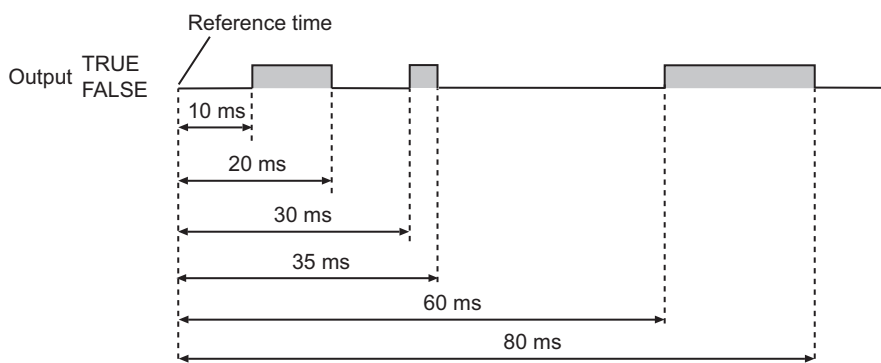 Reference time
Output TRUE
FALSE
10 ms
20 ms
30 ms
35 ms
60 ms
80 ms